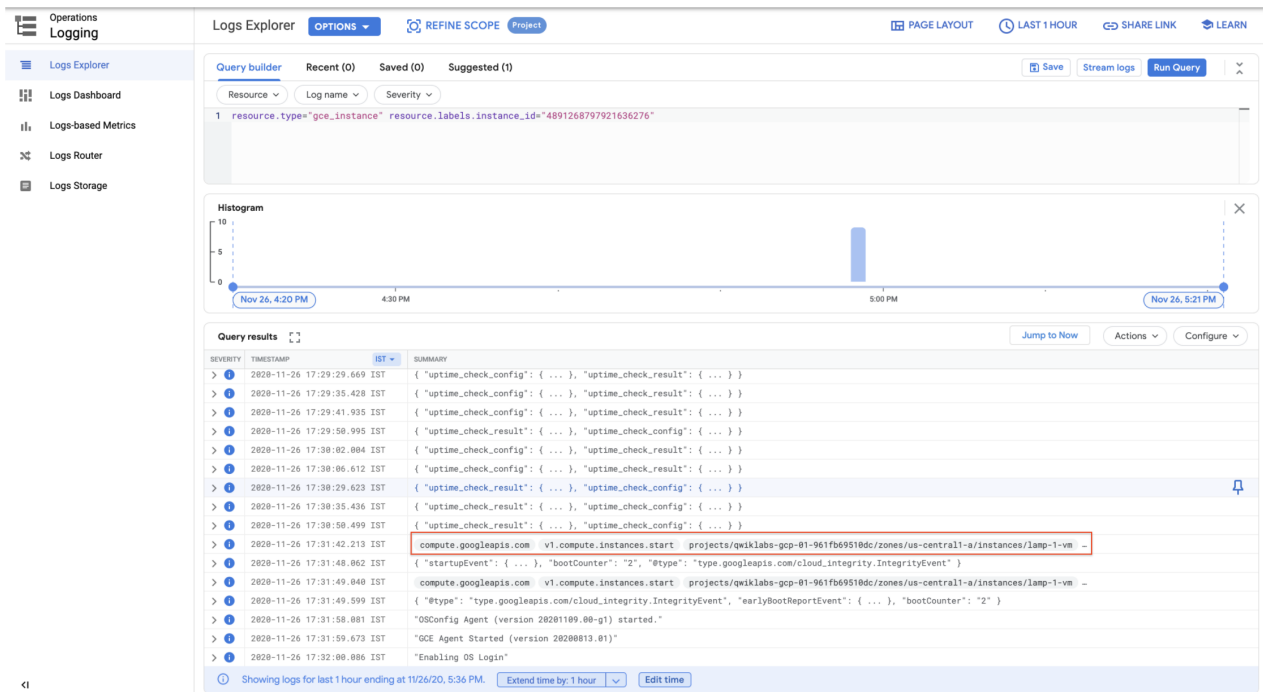 Operations
Logging
Logs Explorer OPTIONS REFINE SCOPE Project PAGE LAYOUT LAST 1 HOUR SHARE LINK LEARN
Logs Explorer
Logs Dashboard
Logs-based Metrics
Logs Router
Logs Storage
Query builder Recent (0) Saved (0) Suggested (1) Save Stream logs Run Query
Resource Log name Severity
1 resource.type="gce_instance" resource.labels.instance_id="4891268797921636276"
Histogram
10
5
0
Nov 26, 4:20 PM 4:30 PM 5:00 PM Nov 26, 5:21 PM
Query results Jump to Now Actions Configure
SEVERITY TIMESTAMP IST SUMMARY
2020-11-26 17:29:29.669 IST { "uptime_check_config": { ... }, "uptime_check_result": { ... } }
2020-11-26 17:29:35.428 IST { "uptime_check_config": { ... }, "uptime_check_result": { ... } }
2020-11-26 17:29:41.935 IST { "uptime_check_config": { ... }, "uptime_check_result": { ... } }
2020-11-26 17:29:50.995 IST { "uptime_check_result": { ... }, "uptime_check_config": { ... } }
2020-11-26 17:30:02.004 IST { "uptime_check_config": { ... }, "uptime_check_result": { ... } }
2020-11-26 17:30:06.612 IST { "uptime_check_config": { ... }, "uptime_check_result": { ... } }
2020-11-26 17:30:29.623 IST { "uptime_check_result": { ... }, "uptime_check_config": { ... } }
2020-11-26 17:30:35.436 IST { "uptime_check_result": { ... }, "uptime_check_config": { ... } }
2020-11-26 17:30:50.499 IST { "uptime_check_result": { ... }, "uptime_check_config": { ... } }
2020-11-26 17:31:42.213 IST compute.googleapis.com v1.compute.instances.start projects/qwiklabs-gcp-01-961fb69510dc/zones/us-central1-a/instances/lamp-1-vm …
2020-11-26 17:31:48.062 IST { "startupEvent": { ... }, "bootCounter": "2", "@type": "type.googleapis.com/cloud_integrity.IntegrityEvent" }
2020-11-26 17:31:49.040 IST compute.googleapis.com v1.compute.instances.start projects/qwiklabs-gcp-01-961fb69510dc/zones/us-central1-a/instances/lamp-1-vm …
2020-11-26 17:31:49.599 IST { "@type": "type.googleapis.com/cloud_integrity.IntegrityEvent", "earlyBootReportEvent": { ... }, "bootCounter": "2" }
2020-11-26 17:31:58.081 IST "OSConfig Agent (version 20201109.00-g1) started."
2020-11-26 17:31:59.673 IST "GCE Agent Started (version 20200813.01)"
2020-11-26 17:32:00.086 IST "Enabling OS Login"
Showing logs for last 1 hour ending at 11/26/20, 5:36 PM. Extend time by: 1 hour Edit time